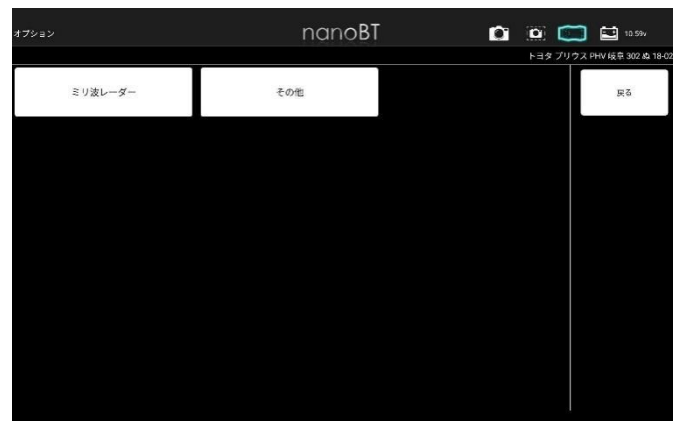 オプション
nanoBT
10.59v
トヨタ プリウス PHV 岐阜 302 ぬ 18-02
ミリ波レーダー
その他
戻る